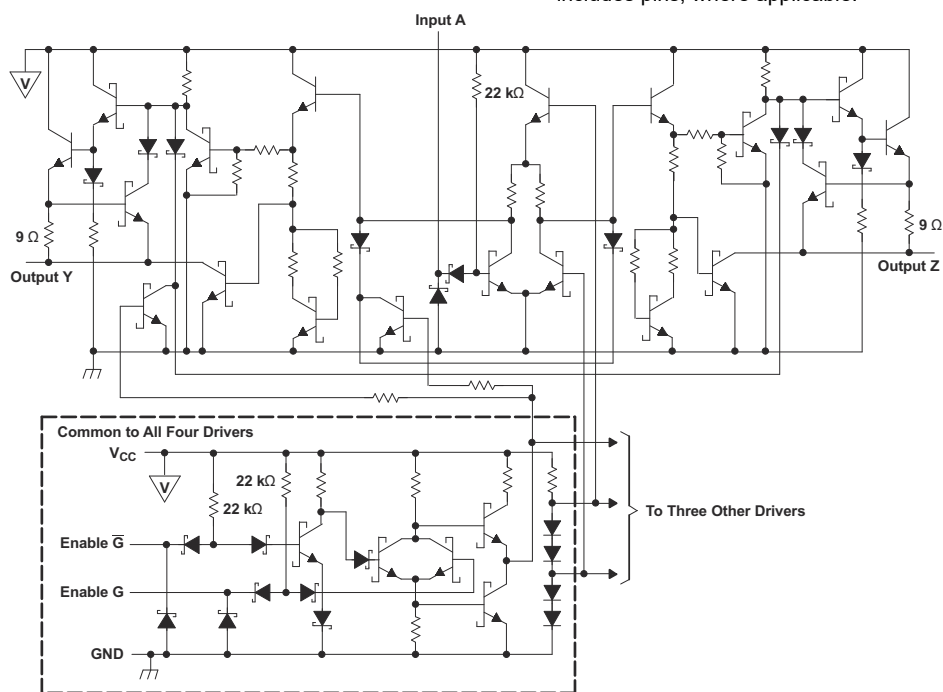 includes pins, where applicable.
Input A
V
22 kΩ
9 Ω
9 Ω
Output Y
Output Z
Common to All Four Drivers
VCC
V
22 kΩ
22 kΩ
To Three Other Drivers
Enable G̅
Enable G
GND